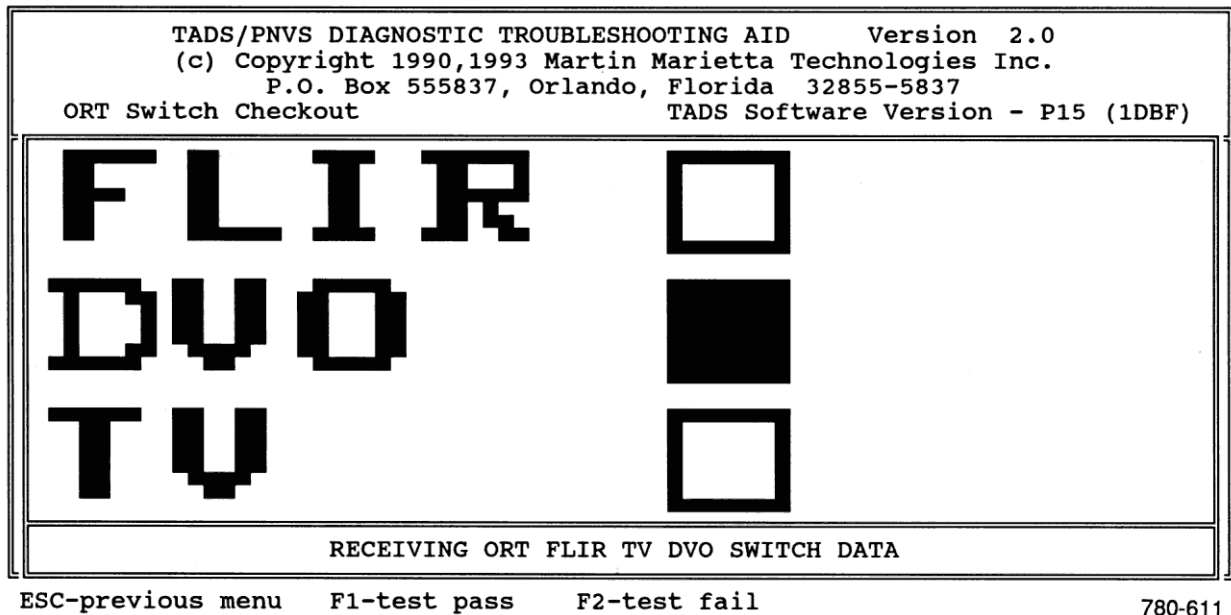 TADS/PNVS DIAGNOSTIC TROUBLESHOOTING AID Version 2.0
(c) Copyright 1990,1993 Martin Marietta Technologies Inc.
P.O. Box 555837, Orlando, Florida 32855-5837
ORT Switch Checkout TADS Software Version - P15 (1DBF)
FLIR
DVO
TV
RECEIVING ORT FLIR TV DVO SWITCH DATA
ESC-previous menu F1-test pass F2-test fail
780-611